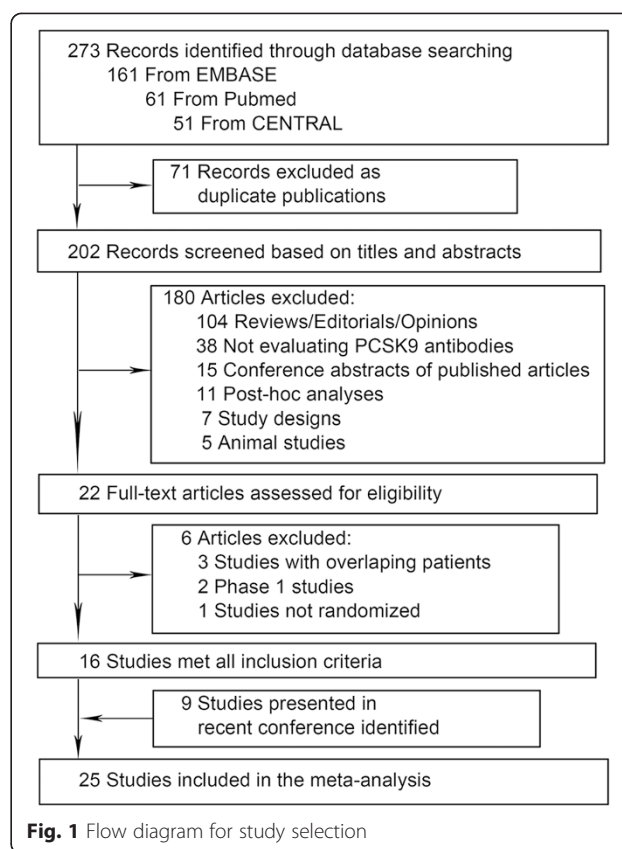 273 Records identified through database searching
161 From EMBASE
61 From Pubmed
51 From CENTRAL
71 Records excluded as
duplicate publications
202 Records screened based on titles and abstracts
180 Articles excluded:
104 Reviews/Editorials/Opinions
38 Not evaluating PCSK9 antibodies
15 Conference abstracts of published articles
11 Post-hoc analyses
7 Study designs
5 Animal studies
22 Full-text articles assessed for eligibility
6 Articles excluded:
3 Studies with overlaping patients
2 Phase 1 studies
1 Studies not randomized
16 Studies met all inclusion criteria
9 Studies presented in
recent conference identified
25 Studies included in the meta-analysis
Fig. 1 Flow diagram for study selection